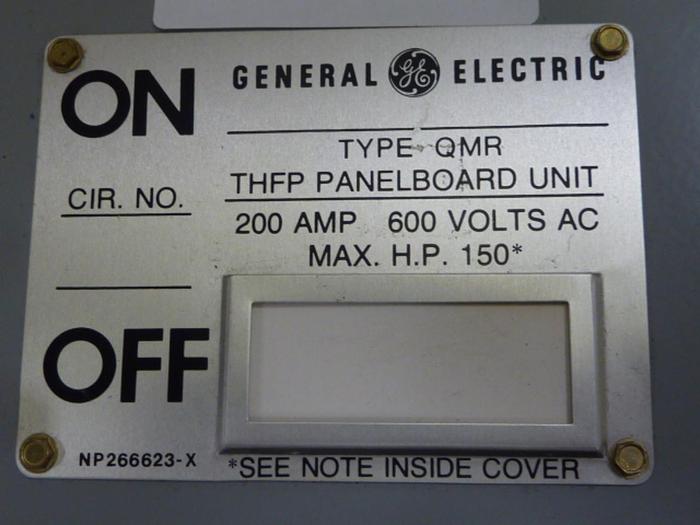 ON
GENERAL GE ELECTRIC
TYPE QMR
THFP PANELBOARD UNIT
CIR. NO.
200 AMP 600 VOLTS AC
MAX. H.P. 150*
OFF
NP266623-X
*SEE NOTE INSIDE COVER